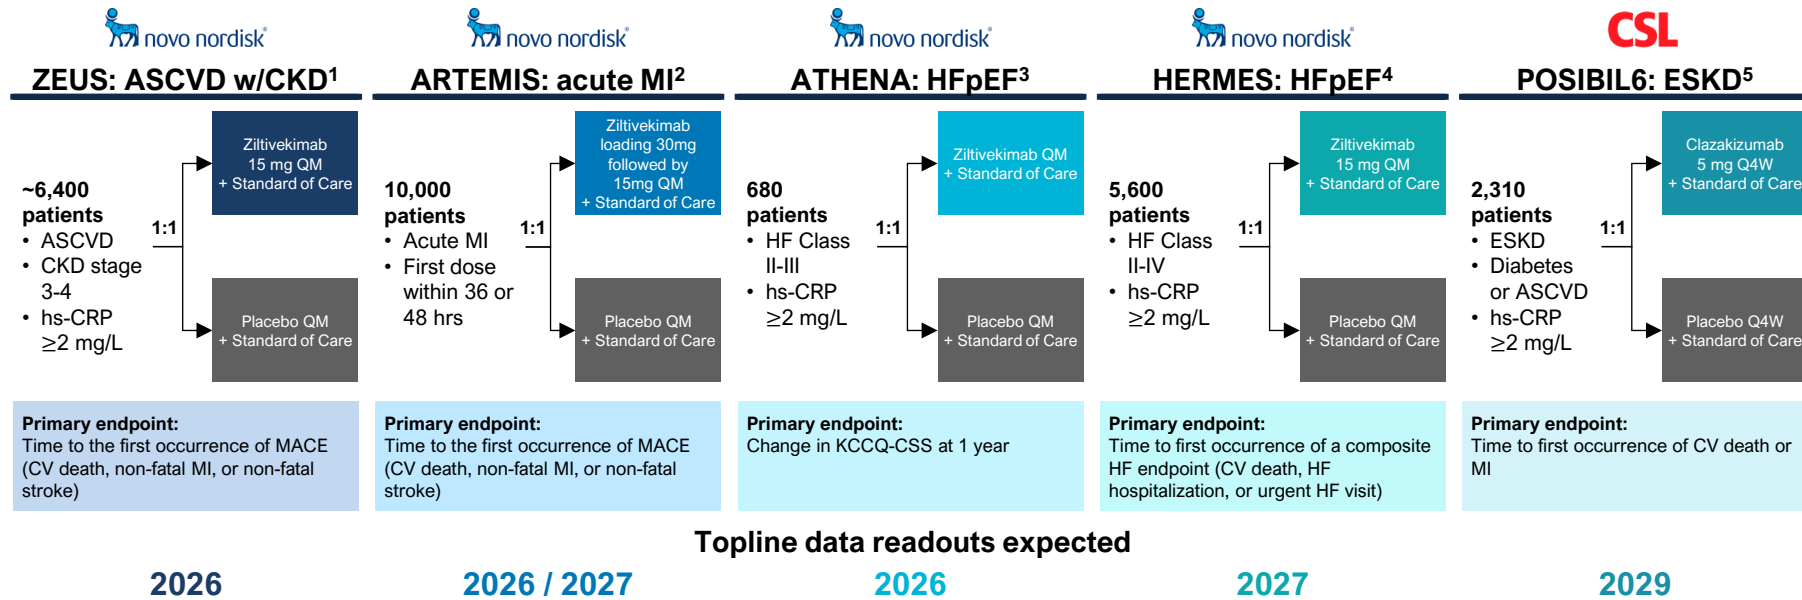 novo nordisk®
ZEUS: ASCVD w/CKD1
~6,400
patients
• ASCVD
• CKD stage
3-4
• hs-CRP
≥2 mg/L
1:1
Ziltivekimab
15 mg QM
+ Standard of Care
Placebo QM
+ Standard of Care
Primary endpoint:
Time to the first occurrence of MACE
(CV death, non-fatal MI, or non-fatal
stroke)
novo nordisk®
ARTEMIS: acute MI2
10,000
patients
• Acute MI
• First dose
within 36 or
48 hrs
1:1
Ziltivekimab
loading 30mg
followed by
15mg QM
+ Standard of Care
Placebo QM
+ Standard of Care
Primary endpoint:
Time to the first occurrence of MACE
(CV death, non-fatal MI, or non-fatal
stroke)
novo nordisk®
ATHENA: HFpEF3
680
patients
• HF Class
II-III
• hs-CRP
≥2 mg/L
1:1
Ziltivekimab QM
+ Standard of Care
Placebo QM
+ Standard of Care
Primary endpoint:
Change in KCCQ-CSS at 1 year
novo nordisk®
HERMES: HFpEF4
5,600
patients
• HF Class
II-IV
• hs-CRP
≥2 mg/L
1:1
Ziltivekimab
15 mg QM
+ Standard of Care
Placebo QM
+ Standard of Care
Primary endpoint:
Time to first occurrence of a composite
HF endpoint (CV death, HF
hospitalization, or urgent HF visit)
CSL
POSIBIL6: ESKD5
2,310
patients
• ESKD
• Diabetes
or ASCVD
• hs-CRP
≥2 mg/L
1:1
Clazakizumab
5 mg Q4W
+ Standard of Care
Placebo Q4W
+ Standard of Care
Primary endpoint:
Time to first occurrence of CV death or
MI
Topline data readouts expected
2026
2026 / 2027
2026
2027
2029